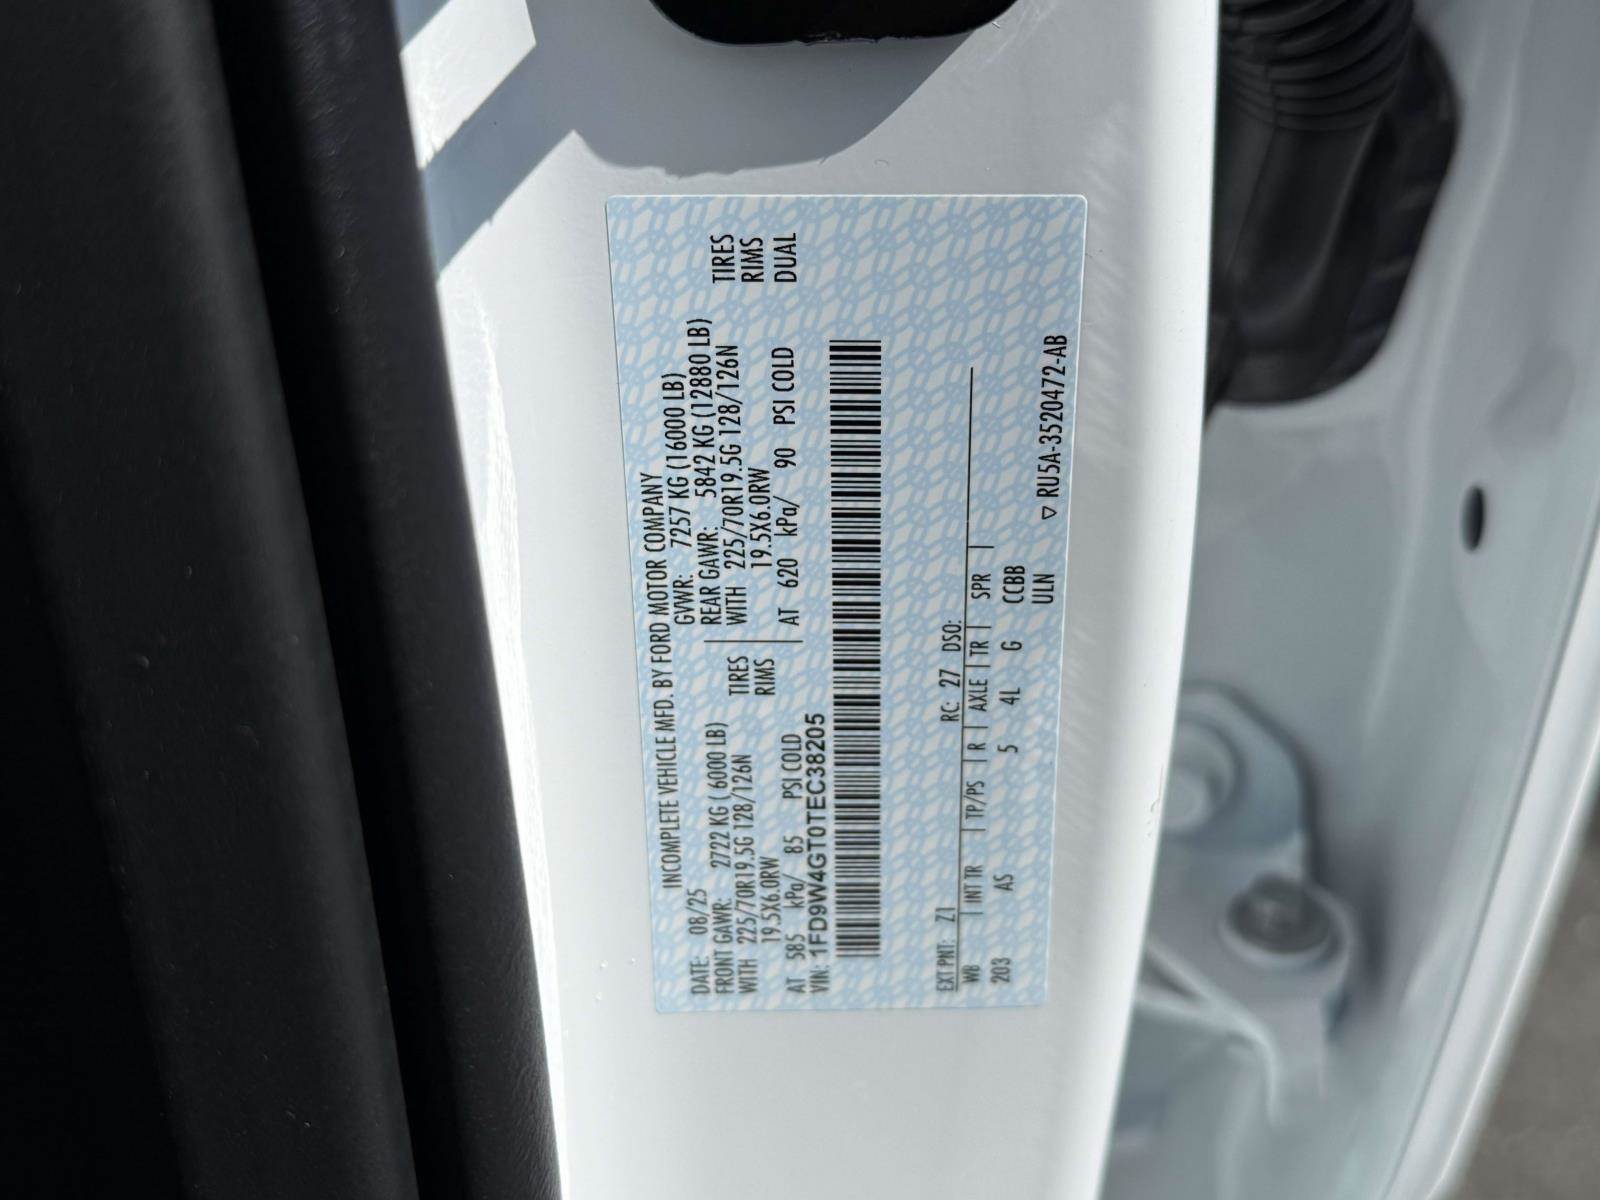 INCOMPLETE VEHICLE MFD. BY FORD MOTOR COMPANY
DATE: 08/25 GVWR: 7257 KG (16000 LB)
FRONT GAWR: 2722 KG ( 6000 LB) REAR GAWR: 5842 KG (12880 LB)
WITH 225/70R19.5G 128/126N TIRES WITH 225/70R19.5G 128/126N TIRES
19.5X6.0RW RIMS 19.5X6.0RW RIMS
AT 585 kPa/ 85 PSI COLD AT 620 kPa/ 90 PSI COLD DUAL
VIN: 1FD9W4GT0TEC38205
EXT PNT: Z1 RC: 27 DSO:
WB INT TR TP/PS R AXLE TR SPR
203 AS 5 4L G CCBB
ULN
▽ RU5A-3520472-AB